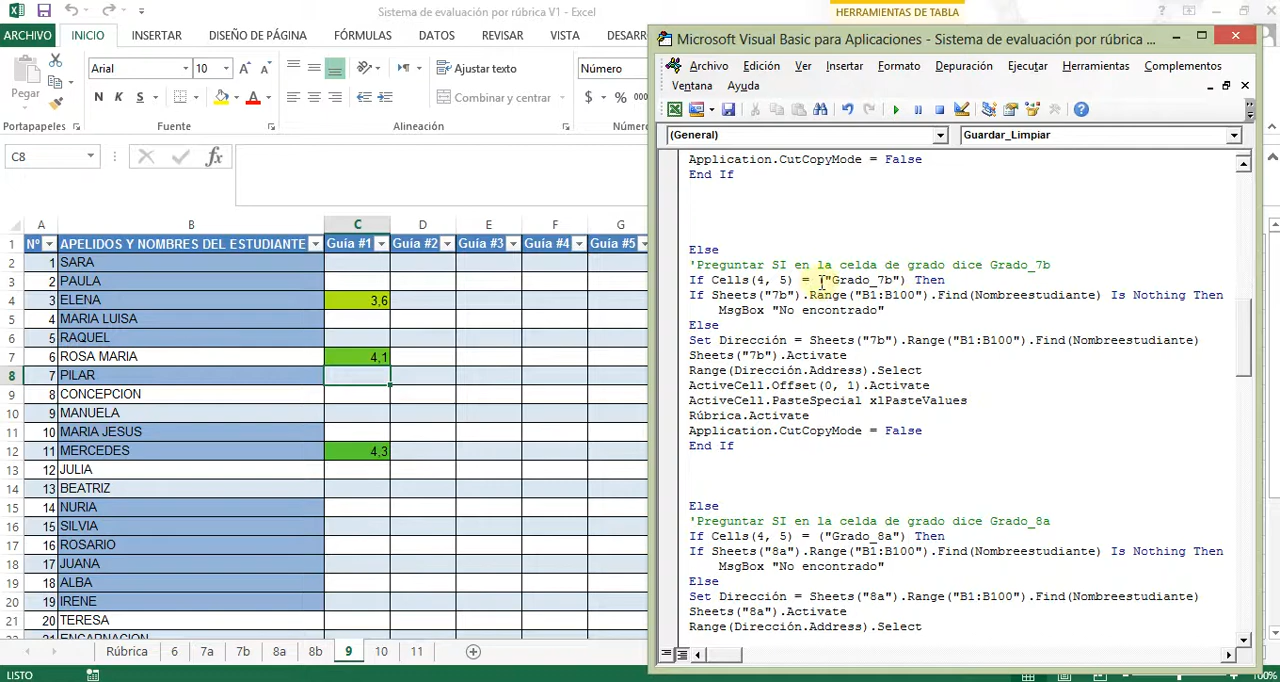 Sistema de evaluación por rúbrica V1 - Excel
HERRAMIENTAS DE TABLA
ARCHIVO INICIO INSERTAR DISEÑO DE PÁGINA FÓRMULAS DATOS REVISAR VISTA DESARR
Pegar
Arial 10
N K S
Ajustar texto
Combinar y centrar
Número
$ % 000
Portapapeles Fuente Alineación Núme
C8
fx
A B C D E F G
1 Nº APELIDOS Y NOMBRES DEL ESTUDIANTE Guía #1 Guía #2 Guía #3 Guía #4 Guía #5
2 1 SARA
3 2 PAULA
4 3 ELENA 3,6
5 4 MARIA LUISA
6 5 RAQUEL
7 6 ROSA MARIA 4,1
8 7 PILAR
9 8 CONCEPCION
10 9 MANUELA
11 10 MARIA JESUS
12 11 MERCEDES 4,3
13 12 JULIA
14 13 BEATRIZ
15 14 NURIA
16 15 SILVIA
17 16 ROSARIO
18 17 JUANA
19 18 ALBA
20 19 IRENE
21 20 TERESA
21 ENCARNACION
Rúbrica 6 7a 7b 8a 8b 9 10 11
LISTO
100%
Microsoft Visual Basic para Aplicaciones - Sistema de evaluación por rúbrica ...
Archivo Edición Ver Insertar Formato Depuración Ejecutar Herramientas Complementos
Ventana Ayuda
(General) Guardar_Limpiar
Application.CutCopyMode = False
End If
Else
'Preguntar SI en la celda de grado dice Grado_7b
If Cells(4, 5) = ("Grado_7b") Then
If Sheets("7b").Range("B1:B100").Find(Nombreestudiante) Is Nothing Then
MsgBox "No encontrado"
Else
Set Dirección = Sheets("7b").Range("B1:B100").Find(Nombreestudiante)
Sheets("7b").Activate
Range(Dirección.Address).Select
ActiveCell.Offset(0, 1).Activate
ActiveCell.PasteSpecial xlPasteValues
Rúbrica.Activate
Application.CutCopyMode = False
End If
Else
'Preguntar SI en la celda de grado dice Grado_8a
If Cells(4, 5) = ("Grado_8a") Then
If Sheets("8a").Range("B1:B100").Find(Nombreestudiante) Is Nothing Then
MsgBox "No encontrado"
Else
Set Dirección = Sheets("8a").Range("B1:B100").Find(Nombreestudiante)
Sheets("8a").Activate
Range(Dirección.Address).Select